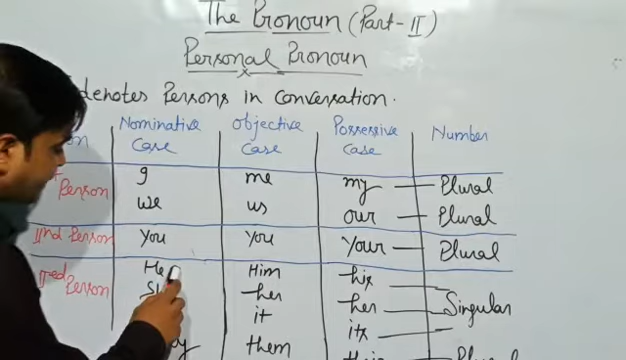 The Pronoun (Part-II)
Personal Pronoun
denotes Persons in Conversation.
Nominative Case Objective Case Possessive Case Number
Person I me my Plural
we us our Plural
IInd Person You You Your Plural
Person He Him his
her her Singular
it its
them Plural